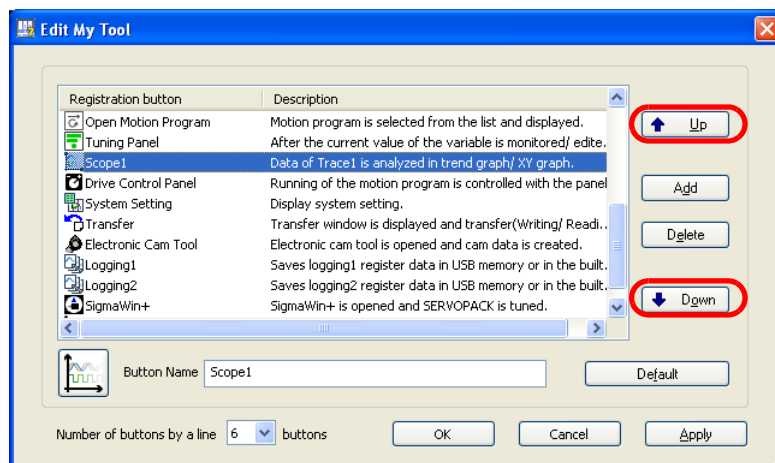 Edit My Tool
Registration button Description
Open Motion Program Motion program is selected from the list and displayed.
Tuning Panel After the current value of the variable is monitored/ edite.
Scope1 Data of Trace1 is analyzed in trend graph/ XY graph.
Drive Control Panel Running of the motion program is controlled with the panel
System Setting Display system setting.
Transfer Transfer window is displayed and transfer(Writing/ Readi..
Electronic Cam Tool Electronic cam tool is opened and cam data is created.
Logging1 Saves logging1 register data in USB memory or in the built.
Logging2 Saves logging2 register data in USB memory or in the built.
SigmaWin+ SigmaWin+ is opened and SERVOPACK is tuned.
Up
Add
Delete
Down
Button Name Scope1 Default
Number of buttons by a line 6 buttons OK Cancel Apply